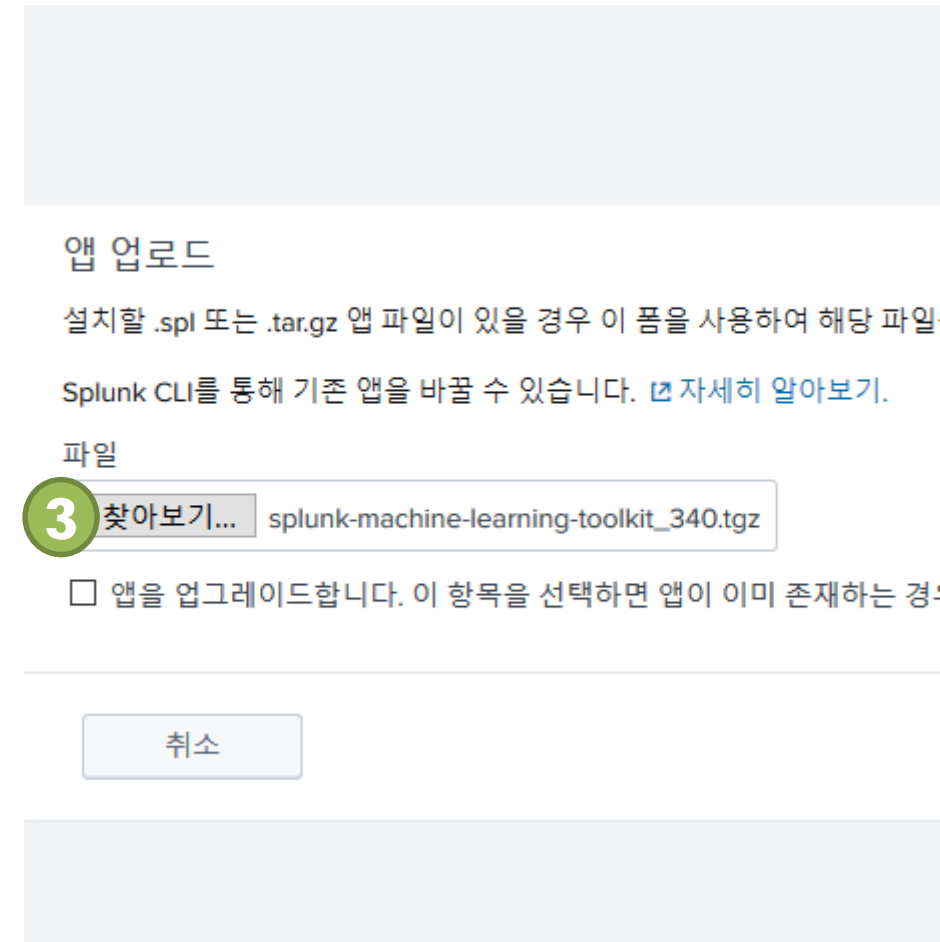 앱 업로드
설치할 .spl 또는 .tar.gz 앱 파일이 있을 경우 이 폼을 사용하여 해당 파일
Splunk CLI를 통해 기존 앱을 바꿀 수 있습니다. 자세히 알아보기.
파일
3 찾아보기... splunk-machine-learning-toolkit_340.tgz
앱을 업그레이드합니다. 이 항목을 선택하면 앱이 이미 존재하는
취소